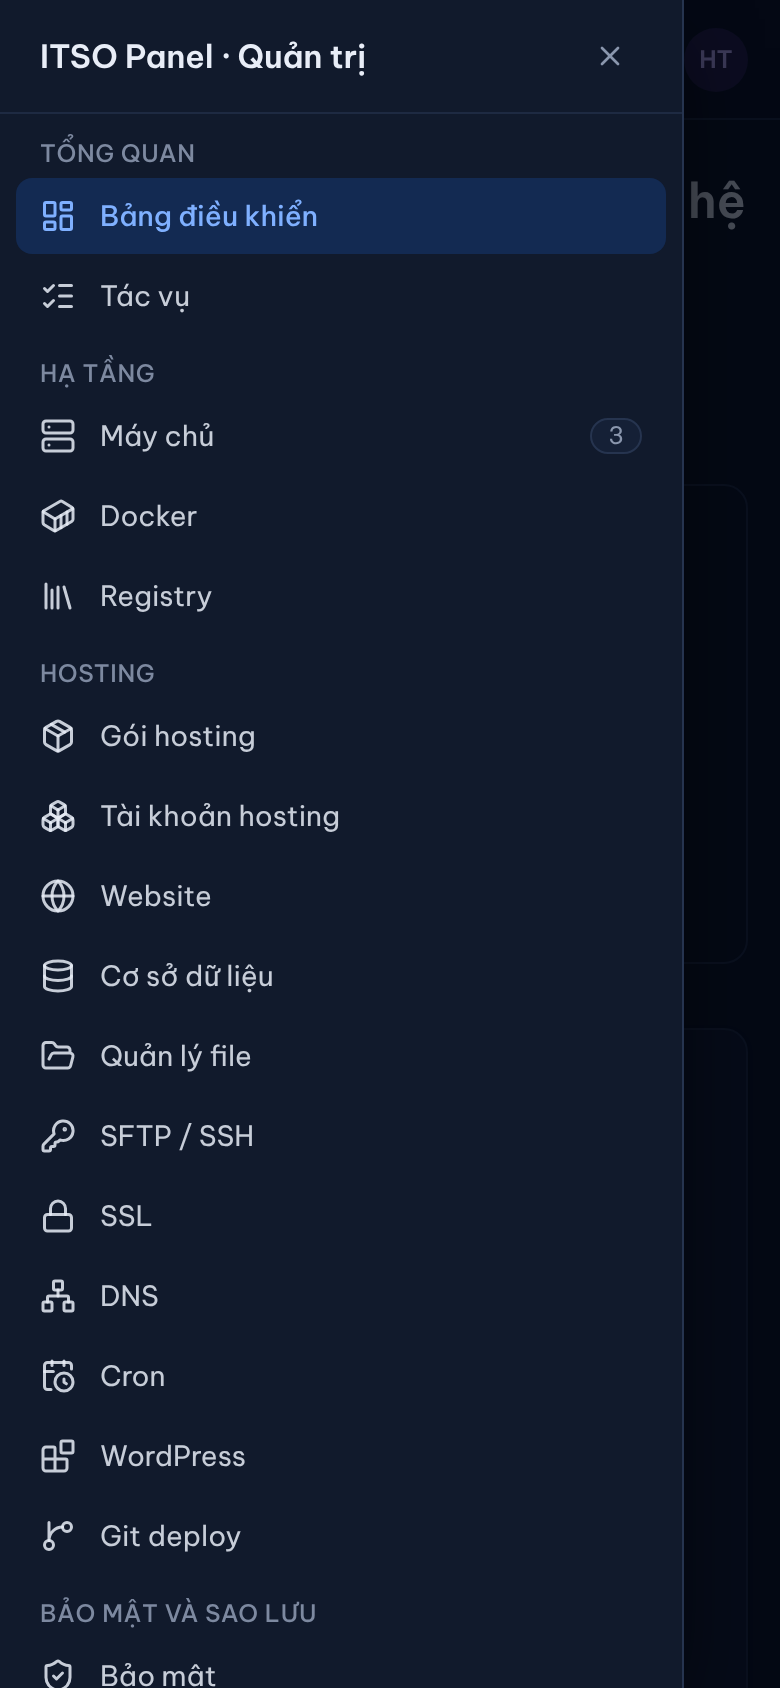 ITSO Panel · Quản trị
HT
hệ
TỔNG QUAN
Bảng điều khiển
Tác vụ
HẠ TẦNG
Máy chủ
3
Docker
Registry
HOSTING
Gói hosting
Tài khoản hosting
Website
Cơ sở dữ liệu
Quản lý file
SFTP / SSH
SSL
DNS
Cron
WordPress
Git deploy
BẢO MẬT VÀ SAO LƯU
Bảo mật